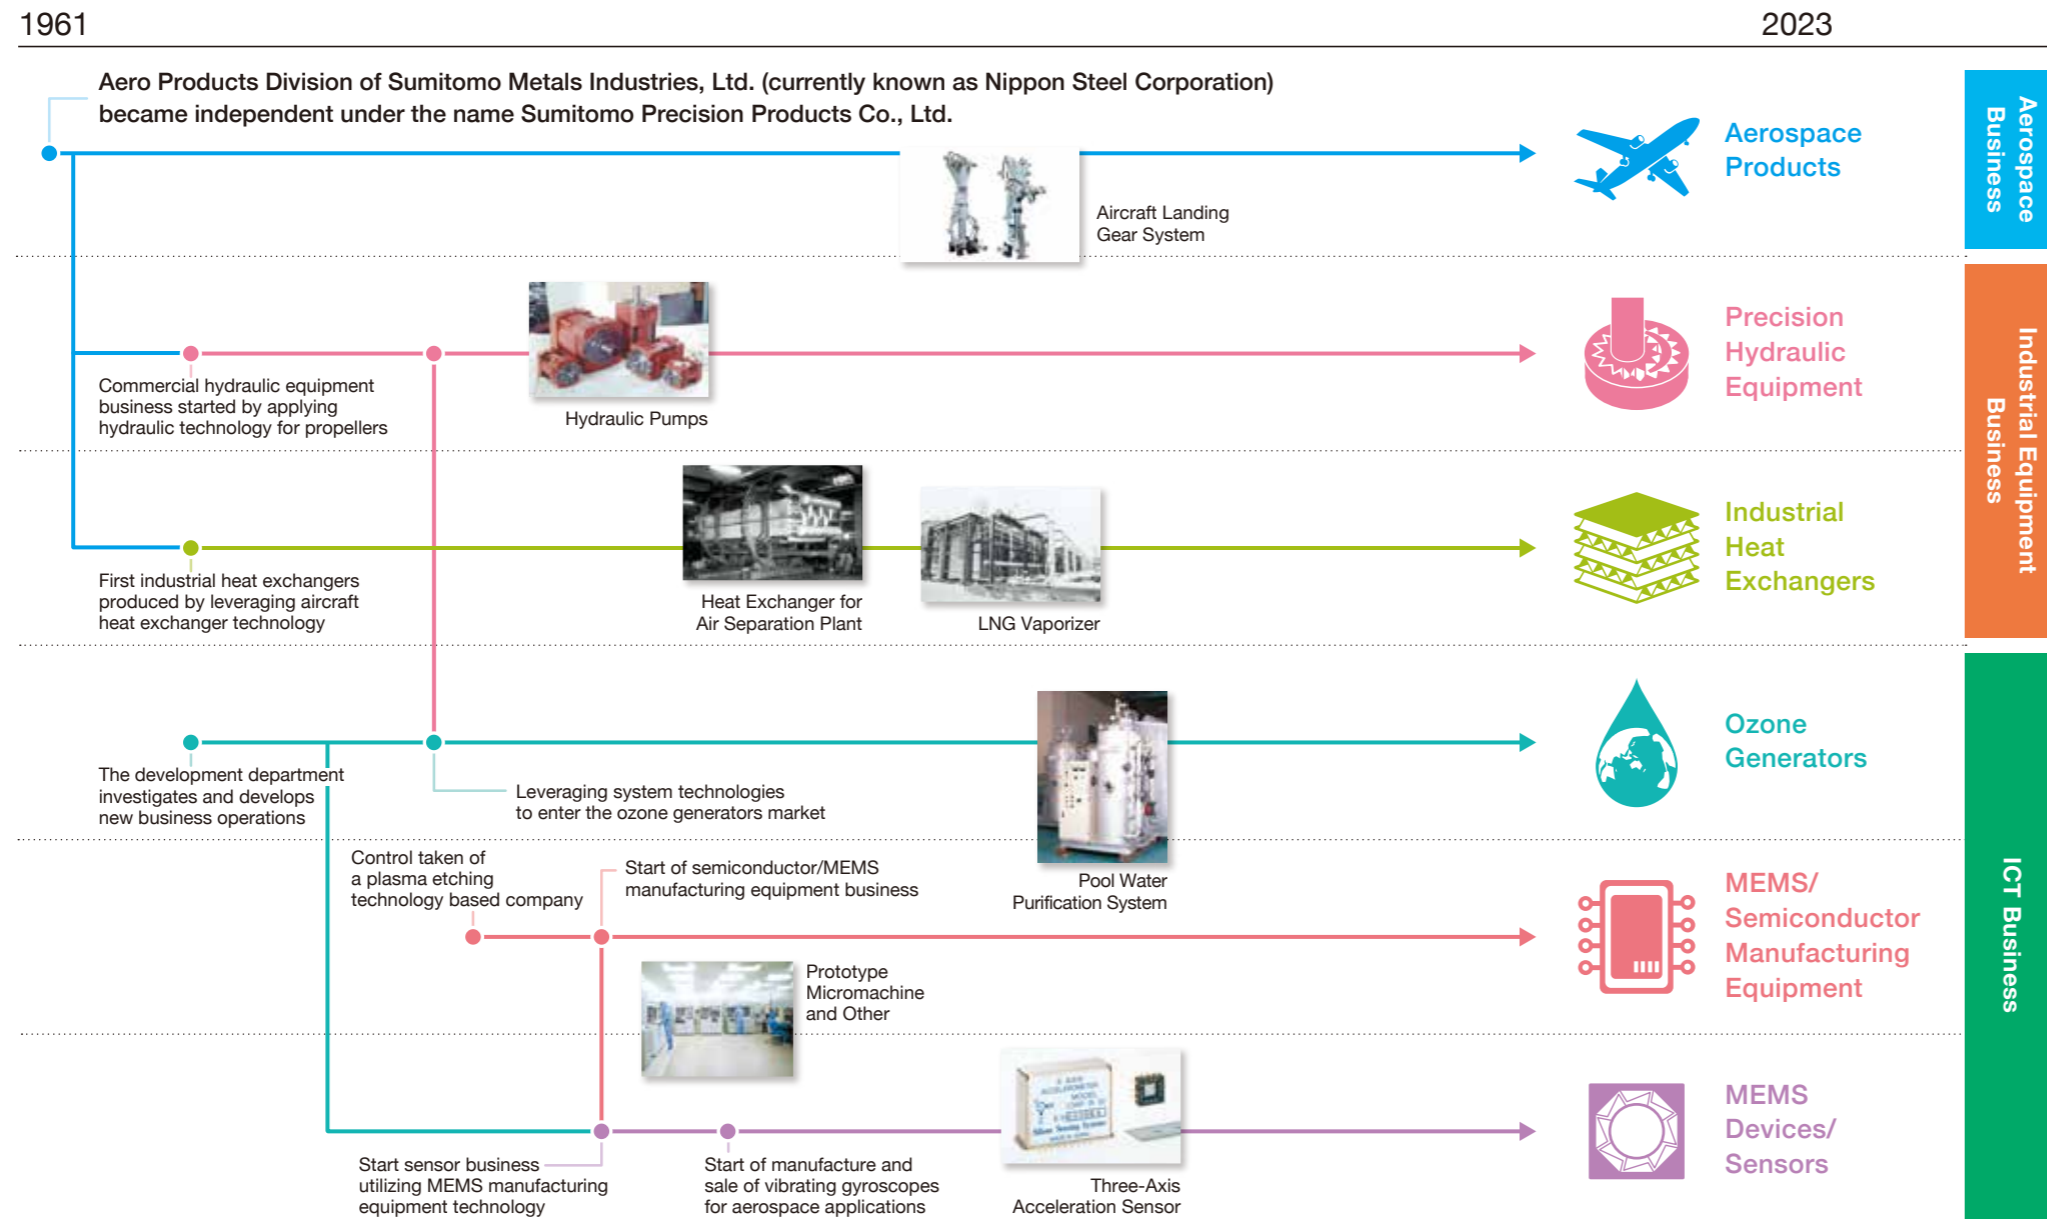 1961
2023
Aero Products Division of Sumitomo Metals Industries, Ltd. (currently known as Nippon Steel Corporation)
became independent under the name Sumitomo Precision Products Co., Ltd.
Aircraft Landing
Gear System
Aerospace
Products
Aerospace
Business
Commercial hydraulic equipment
business started by applying
hydraulic technology for propellers
Hydraulic Pumps
Precision
Hydraulic
Equipment
Industrial Equipment
Business
First industrial heat exchangers
produced by leveraging aircraft
heat exchanger technology
Heat Exchanger for
Air Separation Plant
LNG Vaporizer
Industrial
Heat
Exchangers
The development department
investigates and develops
new business operations
Leveraging system technologies
to enter the ozone generators market
Pool Water
Purification System
Ozone
Generators
ICT Business
Control taken of
a plasma etching
technology based company
Start of semiconductor/MEMS
manufacturing equipment business
Prototype
Micromachine
and Other
MEMS/
Semiconductor
Manufacturing
Equipment
Start sensor business
utilizing MEMS manufacturing
equipment technology
Start of manufacture and
sale of vibrating gyroscopes
for aerospace applications
ACCELEROMETER
MODEL
Silicon Sensing Systems
Three-Axis
Acceleration Sensor
MEMS
Devices/
Sensors